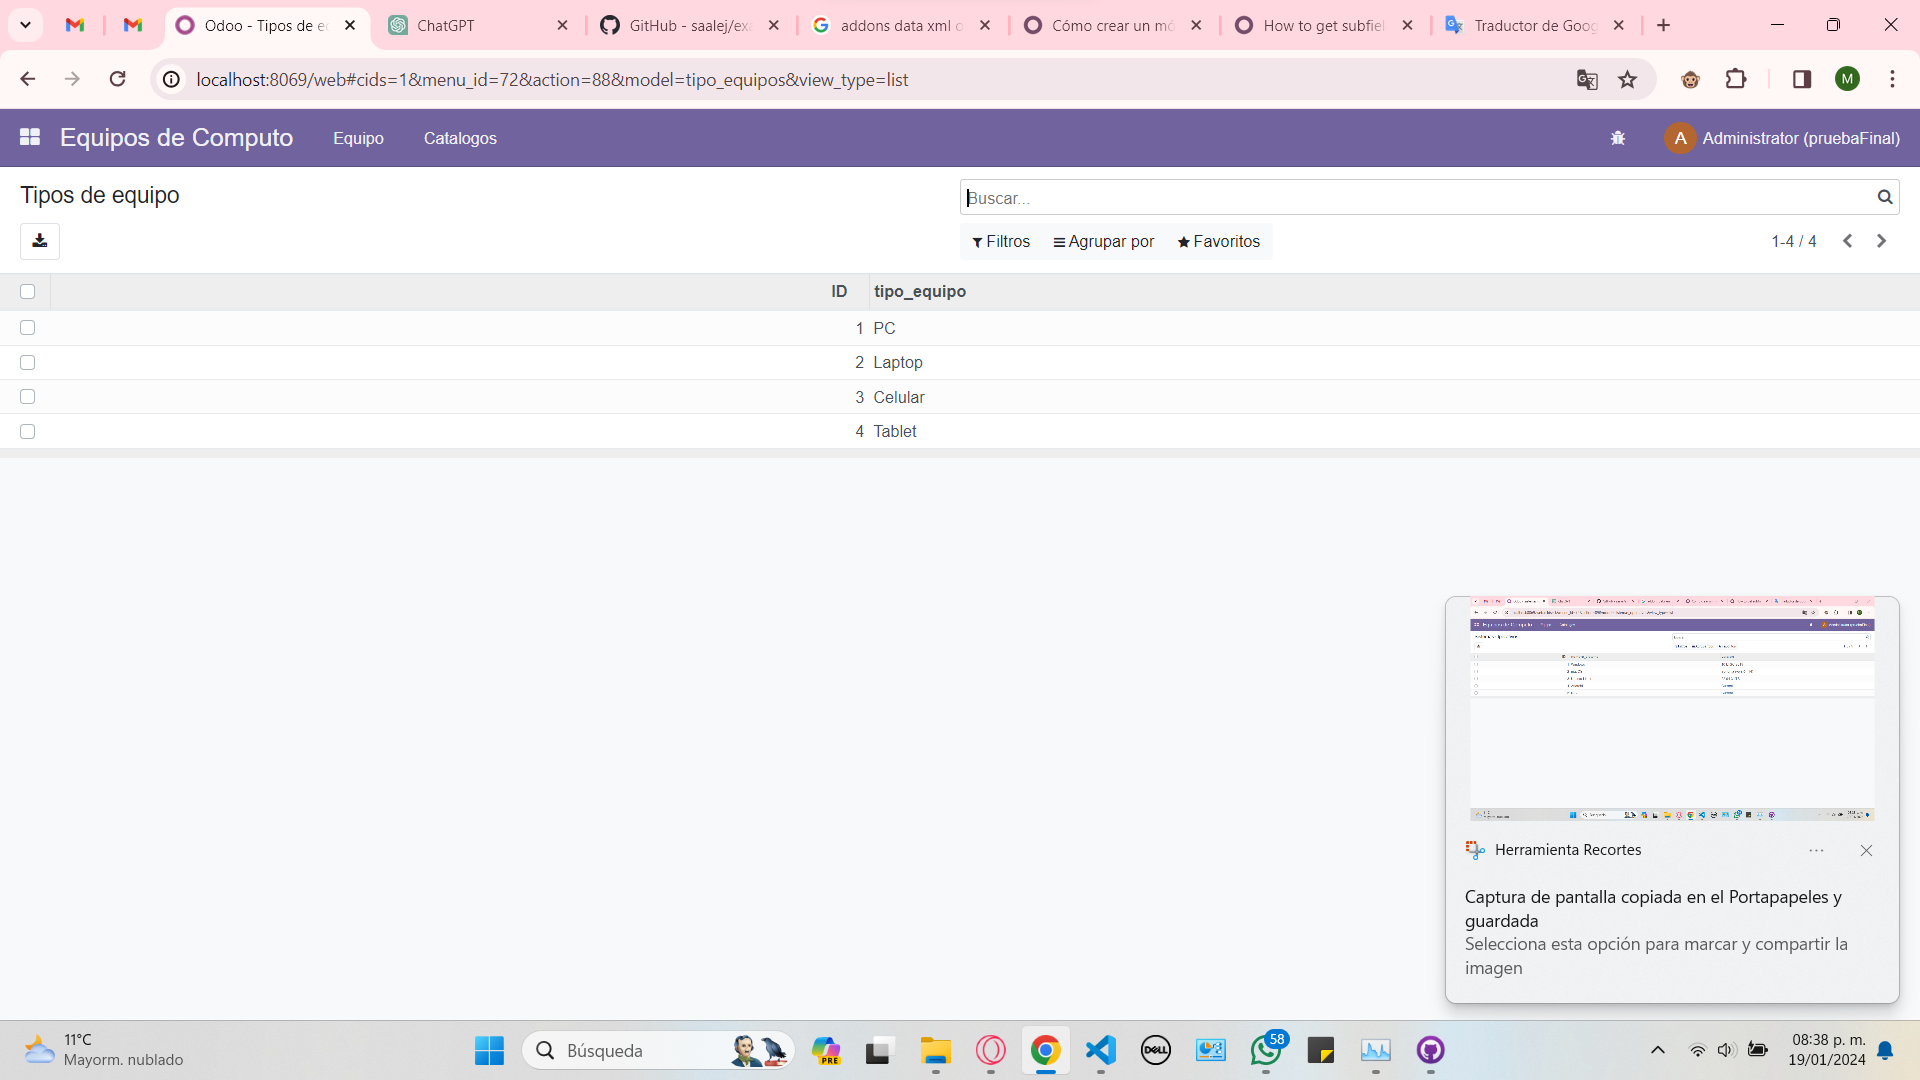 Odoo - Tipos de e
ChatGPT
GitHub - saalej/exa
addons data xml o
Cómo crear un mó
How to get subfiel
Traductor de Goog
localhost:8069/web#cids=1&menu_id=72&action=88&model=tipo_equipos&view_type=list
M
Equipos de Computo
Equipo
Catalogos
A
Administrator (pruebaFinal)
Tipos de equipo
Buscar...
Filtros
Agrupar por
Favoritos
1-4 / 4
ID
tipo_equipo
1 PC
2 Laptop
3 Celular
4 Tablet
Herramienta Recortes
Captura de pantalla copiada en el Portapapeles y
guardada
Selecciona esta opción para marcar y compartir la
imagen
11°C
Mayorm. nublado
Búsqueda
PRE
DELL
58
08:38 p. m.
19/01/2024